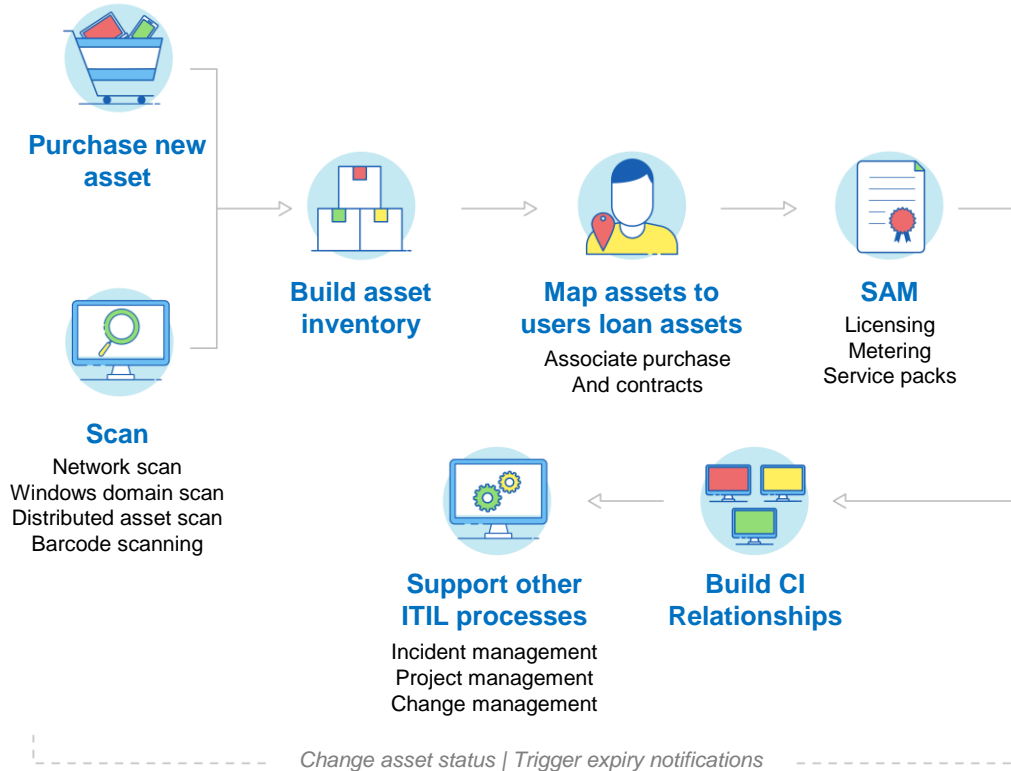 Purchase new
asset
Scan
Network scan
Windows domain scan
Distributed asset scan
Barcode scanning
Build asset
inventory
Map assets to
users loan assets
Associate purchase
And contracts
SAM
Licensing
Metering
Service packs
Build CI
Relationships
Support other
ITIL processes
Incident management
Project management
Change management
Change asset status | Trigger expiry notifications